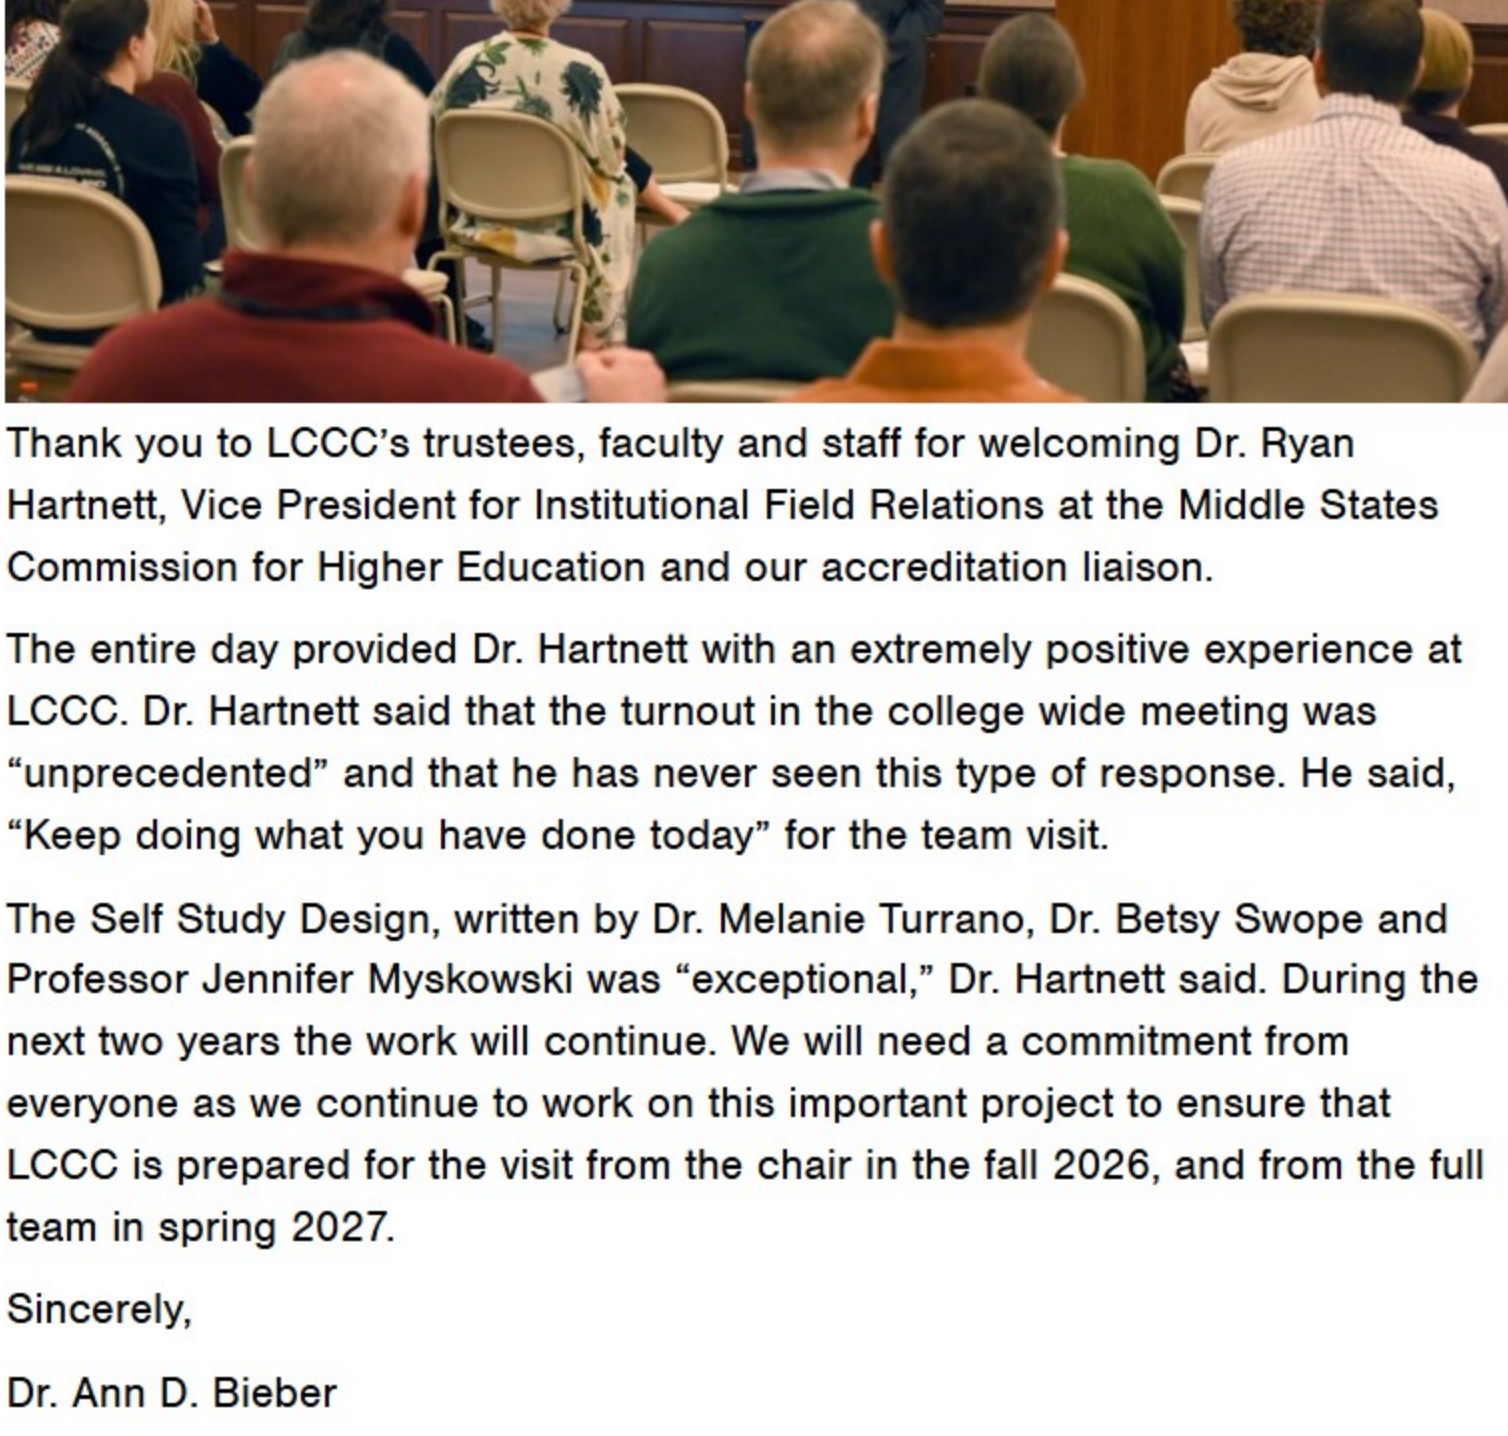 Thank you to LCCC’s trustees, faculty and staff for welcoming Dr. Ryan
Hartnett, Vice President for Institutional Field Relations at the Middle States
Commission for Higher Education and our accreditation liaison.
The entire day provided Dr. Hartnett with an extremely positive experience at
LCCC. Dr. Hartnett said that the turnout in the college wide meeting was
“unprecedented” and that he has never seen this type of response. He said,
“Keep doing what you have done today” for the team visit.
The Self Study Design, written by Dr. Melanie Turrano, Dr. Betsy Swope and
Professor Jennifer Myskowski was “exceptional,” Dr. Hartnett said. During the
next two years the work will continue. We will need a commitment from
everyone as we continue to work on this important project to ensure that
LCCC is prepared for the visit from the chair in the fall 2026, and from the full
team in spring 2027.
Sincerely,
Dr. Ann D. Bieber